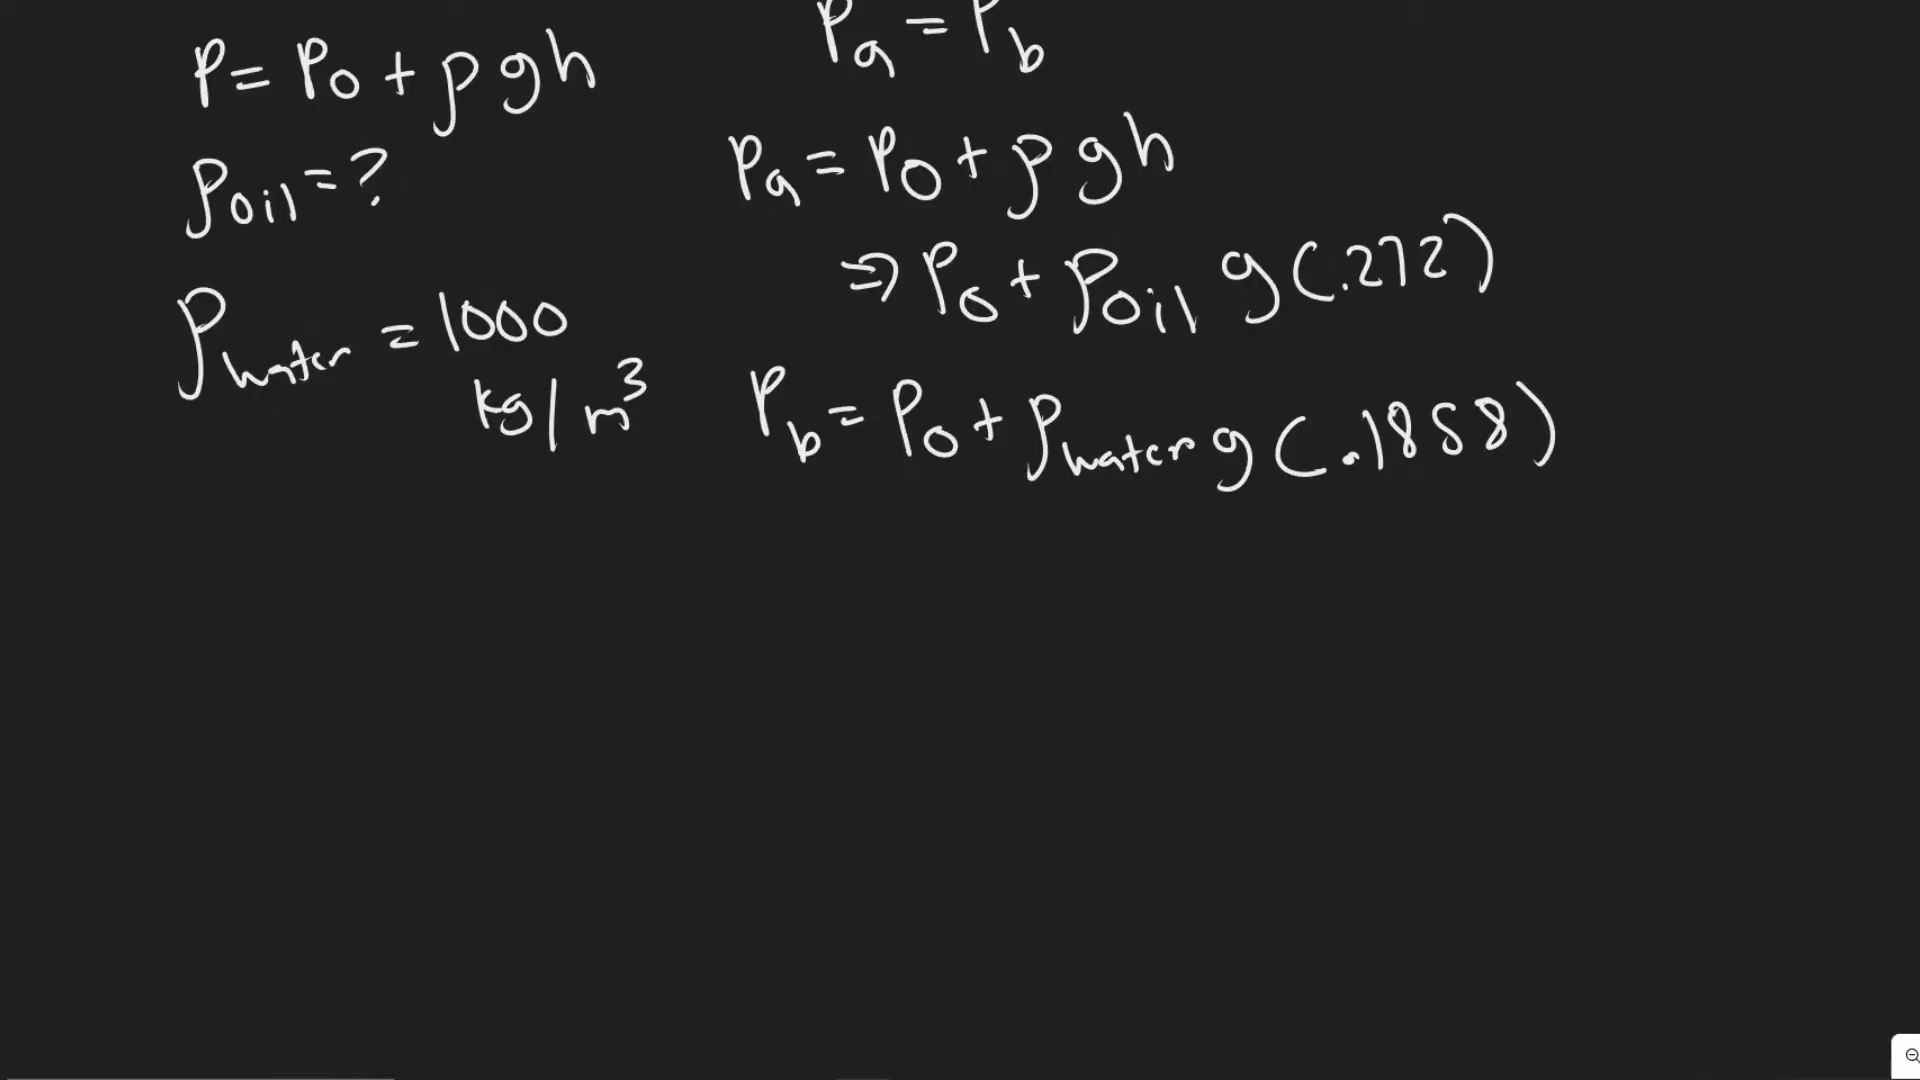 P = P₀ + ρgh
ρoil = ?
ρwater = 1000
kg/m³
Pa = Pb
Pa = P₀ + ρgh
⇒ P₀ + ρoil g(.272)
Pb = P₀ + ρwater g(.1858)